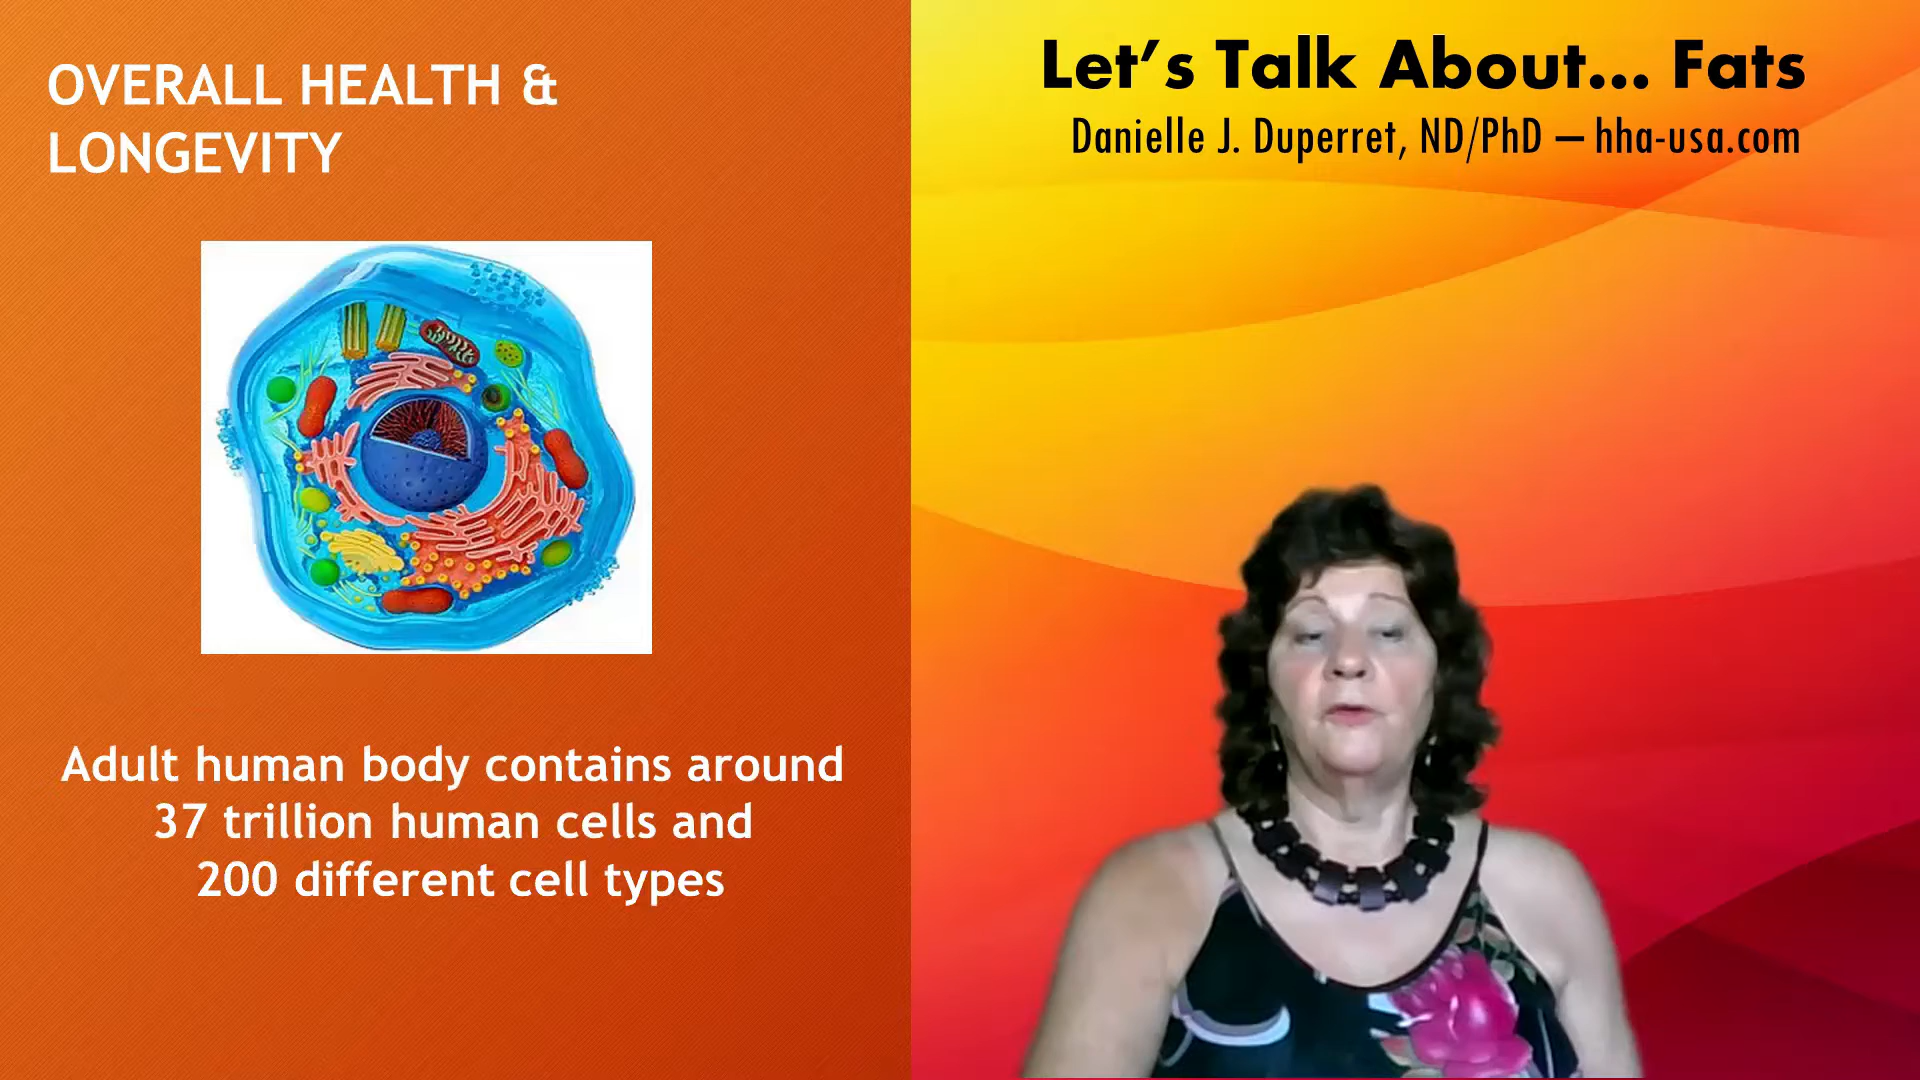 OVERALL HEALTH &
LONGEVITY
Adult human body contains around
37 trillion human cells and
200 different cell types
Let's Talk About... Fats
Danielle J. Duperret, ND/PhD – hha-usa.com